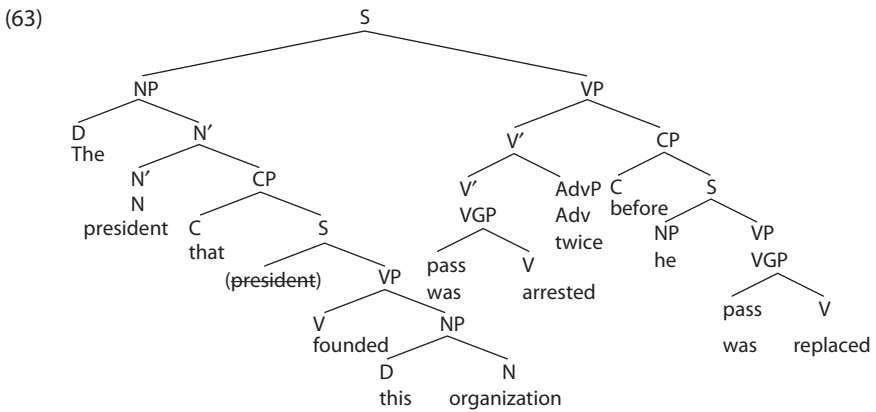 (63) S
NP VP
D N′ V′ CP
The
N′ CP V′ AdvP C S
N VGP Adv before
president C S twice NP VP
that he VGP
(president) VP pass V
was arrested
V NP pass V
founded was replaced
D N
this organization